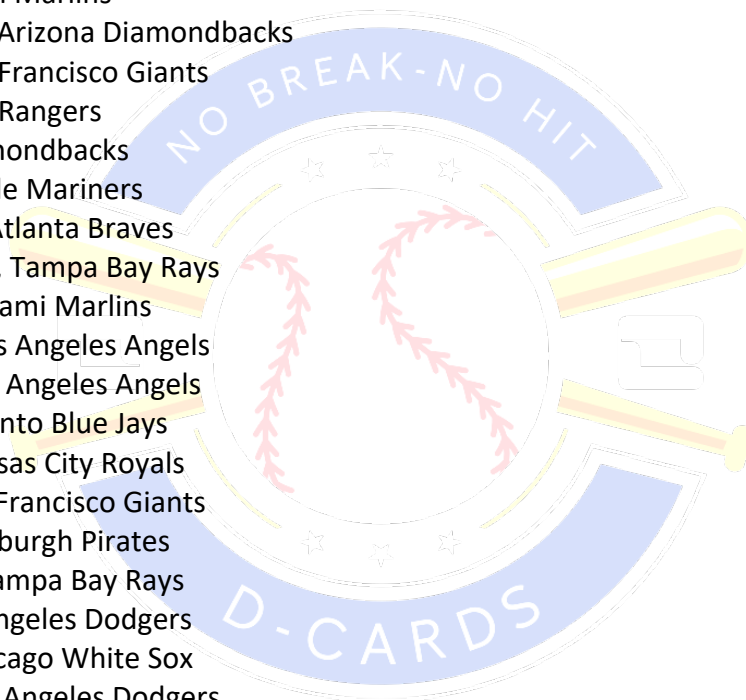 Arizona Diamondbacks
Francisco Giants
Rangers
mondbacks
le Mariners
Atlanta Braves
, Tampa Bay Rays
ami Marlins
s Angeles Angels
Angeles Angels
nto Blue Jays
sas City Royals
Francisco Giants
burgh Pirates
ampa Bay Rays
ngeles Dodgers
cago White Sox
Angeles Dodgers
NO BREAK-NO HIT
D-CARDS